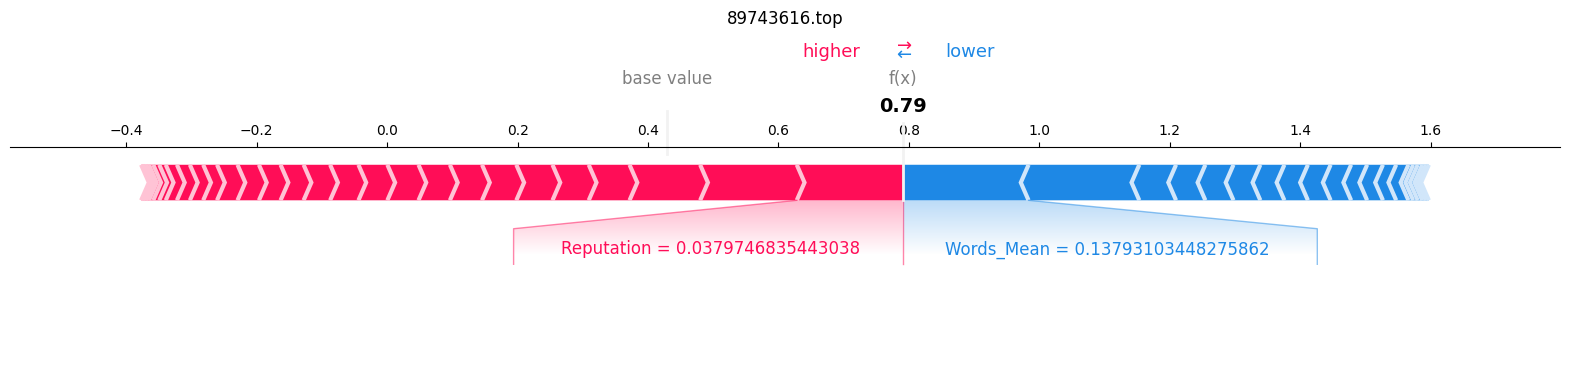 89743616.top
higher → ← lower
base value f(x)
0.79
−0.4 −0.2 0.0 0.2 0.4 0.6 0.8 1.0 1.2 1.4 1.6
Reputation = 0.0379746835443038 Words_Mean = 0.13793103448275862